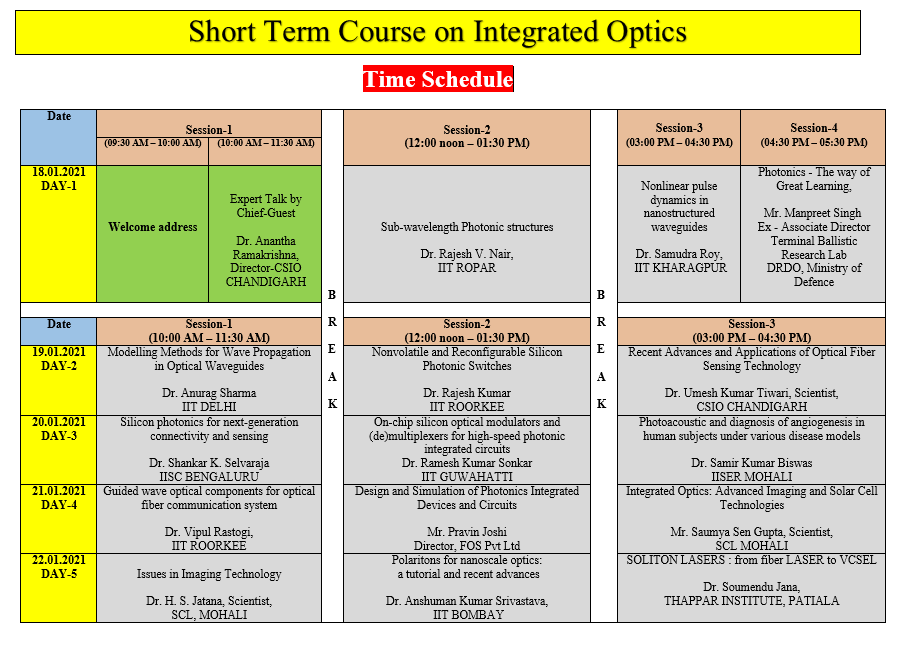 Short Term Course on Integrated Optics
Time Schedule
Date
Session-1
(09:30 AM – 10:00 AM)
(10:00 AM – 11:30 AM)
Session-2
(12:00 noon – 01:30 PM)
Session-3
(03:00 PM – 04:30 PM)
Session-4
(04:30 PM – 05:30 PM)
18.01.2021
DAY-1
Welcome address
Expert Talk by
Chief-Guest
Dr. Anantha
Ramakrishna,
Director-CSIO
CHANDIGARH
Sub-wavelength Photonic structures
Dr. Rajesh V. Nair,
IIT ROPAR
Nonlinear pulse
dynamics in
nanostructured
waveguides
Dr. Samudra Roy,
IIT KHARAGPUR
Photonics - The way of
Great Learning,
Mr. Manpreet Singh
Ex - Associate Director
Terminal Ballistic
Research Lab
DRDO, Ministry of
Defence
B
R
E
A
K
B
R
E
A
K
Date
Session-1
(10:00 AM – 11:30 AM)
Session-2
(12:00 noon – 01:30 PM)
Session-3
(03:00 PM – 04:30 PM)
19.01.2021
DAY-2
Modelling Methods for Wave Propagation
in Optical Waveguides
Dr. Anurag Sharma
IIT DELHI
Nonvolatile and Reconfigurable Silicon
Photonic Switches
Dr. Rajesh Kumar
IIT ROORKEE
Recent Advances and Applications of Optical Fiber
Sensing Technology
Dr. Umesh Kumar Tiwari, Scientist,
CSIO CHANDIGARH
20.01.2021
DAY-3
Silicon photonics for next-generation
connectivity and sensing
Dr. Shankar K. Selvaraja
IISC BENGALURU
On-chip silicon optical modulators and
(de)multiplexers for high-speed photonic
integrated circuits
Dr. Ramesh Kumar Sonkar
IIT GUWAHATTI
Photoacoustic and diagnosis of angiogenesis in
human subjects under various disease models
Dr. Samir Kumar Biswas
IISER MOHALI
21.01.2021
DAY-4
Guided wave optical components for optical
fiber communication system
Dr. Vipul Rastogi,
IIT ROORKEE
Design and Simulation of Photonics Integrated
Devices and Circuits
Mr. Pravin Joshi
Director, FOS Pvt Ltd
Integrated Optics: Advanced Imaging and Solar Cell
Technologies
Mr. Saumya Sen Gupta, Scientist,
SCL MOHALI
22.01.2021
DAY-5
Issues in Imaging Technology
Dr. H. S. Jatana, Scientist,
SCL, MOHALI
Polaritons for nanoscale optics:
a tutorial and recent advances
Dr. Anshuman Kumar Srivastava,
IIT BOMBAY
SOLITON LASERS : from fiber LASER to VCSEL
Dr. Soumendu Jana,
THAPPAR INSTITUTE, PATIALA